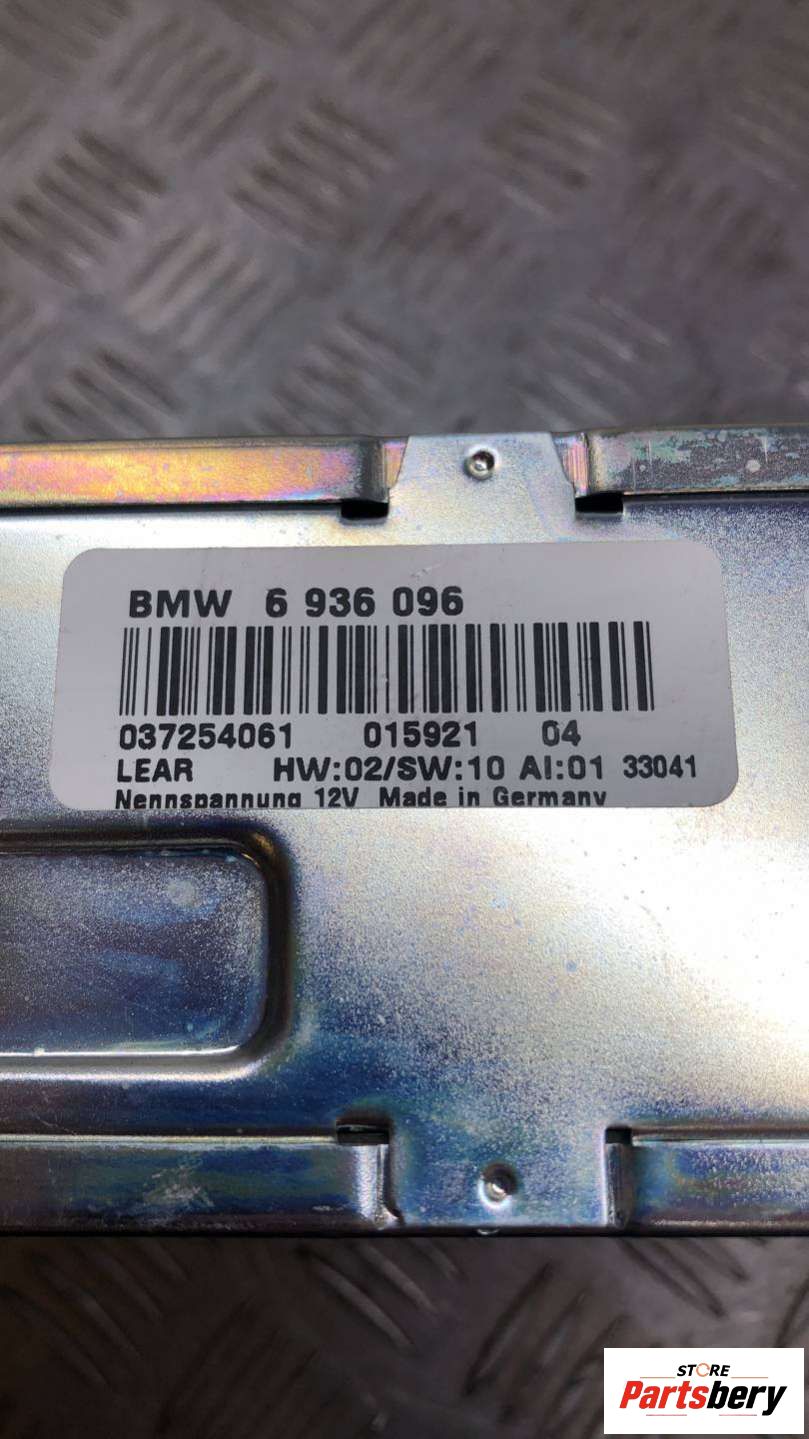 BMW 6 936 096
037254061 015921 04
LEAR HW:02/SW:10 AI:01 33041
Nennspannung 12V Made in Germany
STORE
Partsbery